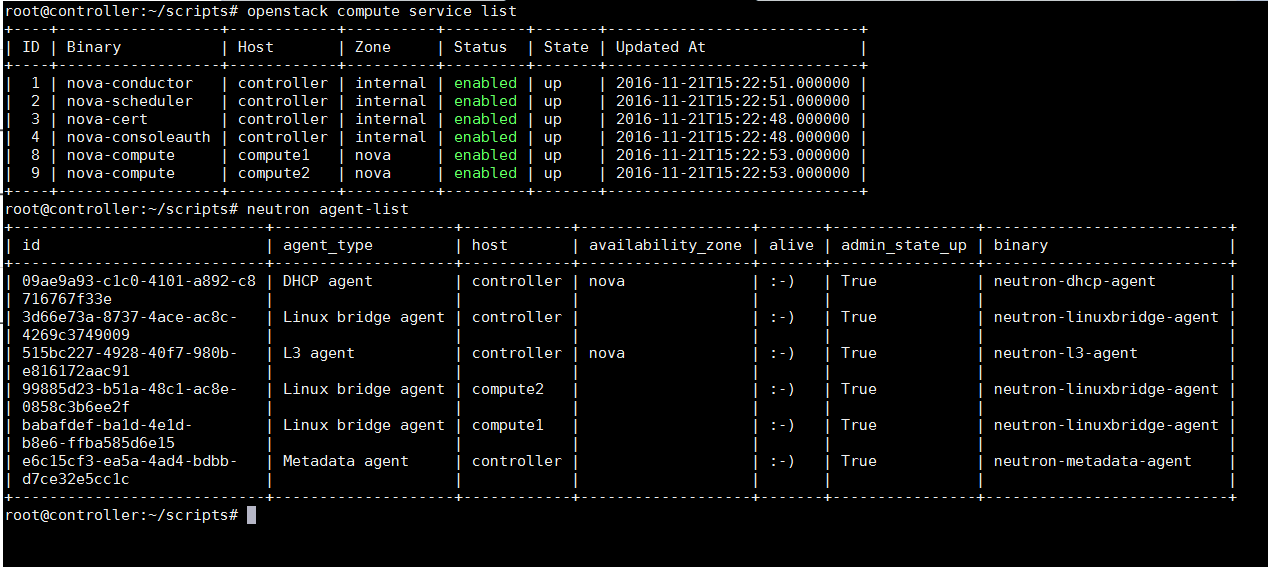 root@controller:~/scripts# openstack compute service list
+----+------------------+------------+----------+---------+-------+----------------------------+
| ID | Binary           | Host       | Zone     | Status  | State | Updated At                 |
+----+------------------+------------+----------+---------+-------+----------------------------+
|  1 | nova-conductor   | controller | internal | enabled | up    | 2016-11-21T15:22:51.000000 |
|  2 | nova-scheduler   | controller | internal | enabled | up    | 2016-11-21T15:22:51.000000 |
|  3 | nova-cert        | controller | internal | enabled | up    | 2016-11-21T15:22:48.000000 |
|  4 | nova-consoleauth | controller | internal | enabled | up    | 2016-11-21T15:22:48.000000 |
|  8 | nova-compute     | compute1   | nova     | enabled | up    | 2016-11-21T15:22:53.000000 |
|  9 | nova-compute     | compute2   | nova     | enabled | up    | 2016-11-21T15:22:53.000000 |
+----+------------------+------------+----------+---------+-------+----------------------------+
root@controller:~/scripts# neutron agent-list
+----------------------------+--------------------+------------+-------------------+-------+----------------+---------------------------+
| id                         | agent_type         | host       | availability_zone | alive | admin_state_up | binary                    |
+----------------------------+--------------------+------------+-------------------+-------+----------------+---------------------------+
| 09ae9a93-c1c0-4101-a892-c8 | DHCP agent         | controller | nova              | :-)   | True           | neutron-dhcp-agent        |
| 716767f33e                 |                    |            |                   |       |                |                           |
| 3d66e73a-8737-4ace-ac8c-   | Linux bridge agent | controller |                   | :-)   | True           | neutron-linuxbridge-agent |
| 4269c3749009               |                    |            |                   |       |                |                           |
| 515bc227-4928-40f7-980b-   | L3 agent           | controller | nova              | :-)   | True           | neutron-l3-agent          |
| e816172aac91               |                    |            |                   |       |                |                           |
| 99885d23-b51a-48c1-ac8e-   | Linux bridge agent | compute2   |                   | :-)   | True           | neutron-linuxbridge-agent |
| 0858c3b6ee2f               |                    |            |                   |       |                |                           |
| babafdef-ba1d-4e1d-        | Linux bridge agent | compute1   |                   | :-)   | True           | neutron-linuxbridge-agent |
| b8e6-ffba585d6e15          |                    |            |                   |       |                |                           |
| e6c15cf3-ea5a-4ad4-bdbb-   | Metadata agent     | controller |                   | :-)   | True           | neutron-metadata-agent    |
| d7ce32e5cc1c               |                    |            |                   |       |                |                           |
+----------------------------+--------------------+------------+-------------------+-------+----------------+---------------------------+
root@controller:~/scripts#